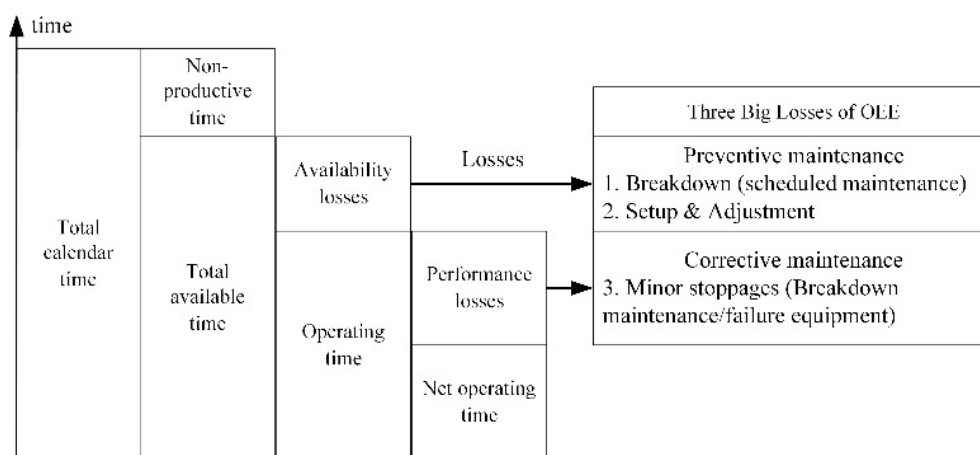 time
Total
calendar
time
Non-
productive
time
Total
available
time
Availability
losses
Operating
time
Performance
losses
Net operating
time
Losses
Three Big Losses of OEE
Preventive maintenance
1. Breakdown (scheduled maintenance)
2. Setup & Adjustment
Corrective maintenance
3. Minor stoppages (Breakdown
maintenance/failure equipment)